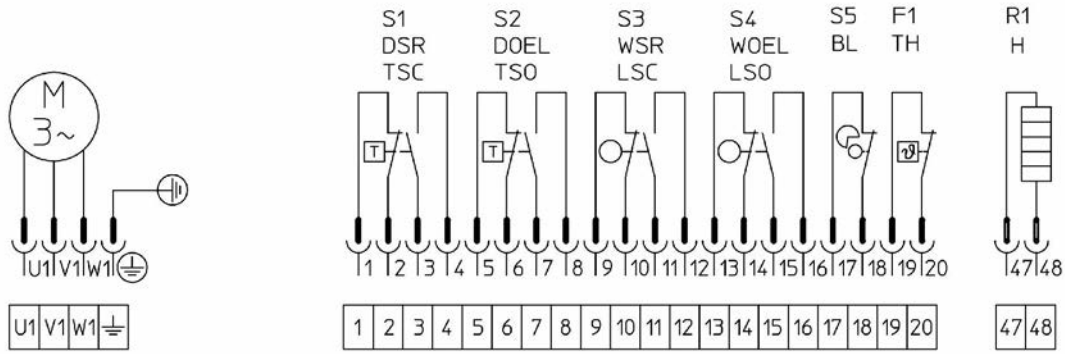 S1 S2 S3 S4 S5 F1 R1
DSR DOEL WSR WOEL BL TH H
TSC TSO LSC LSO
M
3~
T T ϑ
U1 V1 W1 1 2 3 4 5 6 7 8 9 10 11 12 13 14 15 16 17 18 19 20 47 48
U1 V1 W1 1 2 3 4 5 6 7 8 9 10 11 12 13 14 15 16 17 18 19 20 47 48